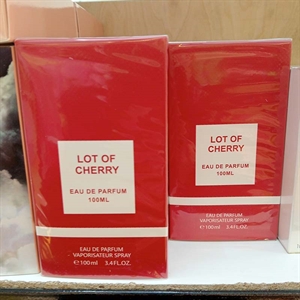 LOT OF
CHERRY
EAU DE PARFUM
100ML
EAU DE PARFUM
VAPORISATEUR SPRAY
℮100ml 3.4FL.OZ.
LOT OF
CHERRY
EAU DE PARFUM
100ML
EAU DE PARFUM
VAPORISATEUR SPRAY
℮100ml 3.4FL.OZ.